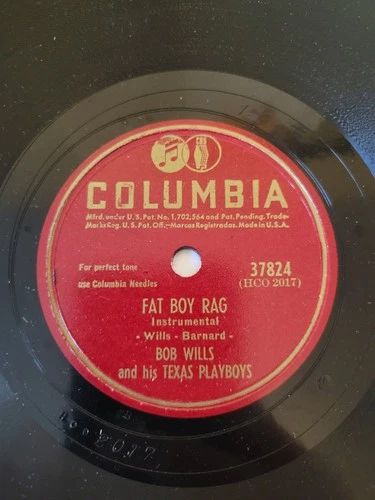 COLUMBIA
Mfrd. under U.S. Pat. No. 1,702,564 and Pat. Pending. Trade-
Marks Reg. U.S. Pat. Off.-Marcas Registradas. Made in U.S.A.
For perfect tone
use Columbia Needles
37824
(HCO 2017)
FAT BOY RAG
Instrumental
- Wills - Barnard -
BOB WILLS
and his TEXAS PLAYBOYS